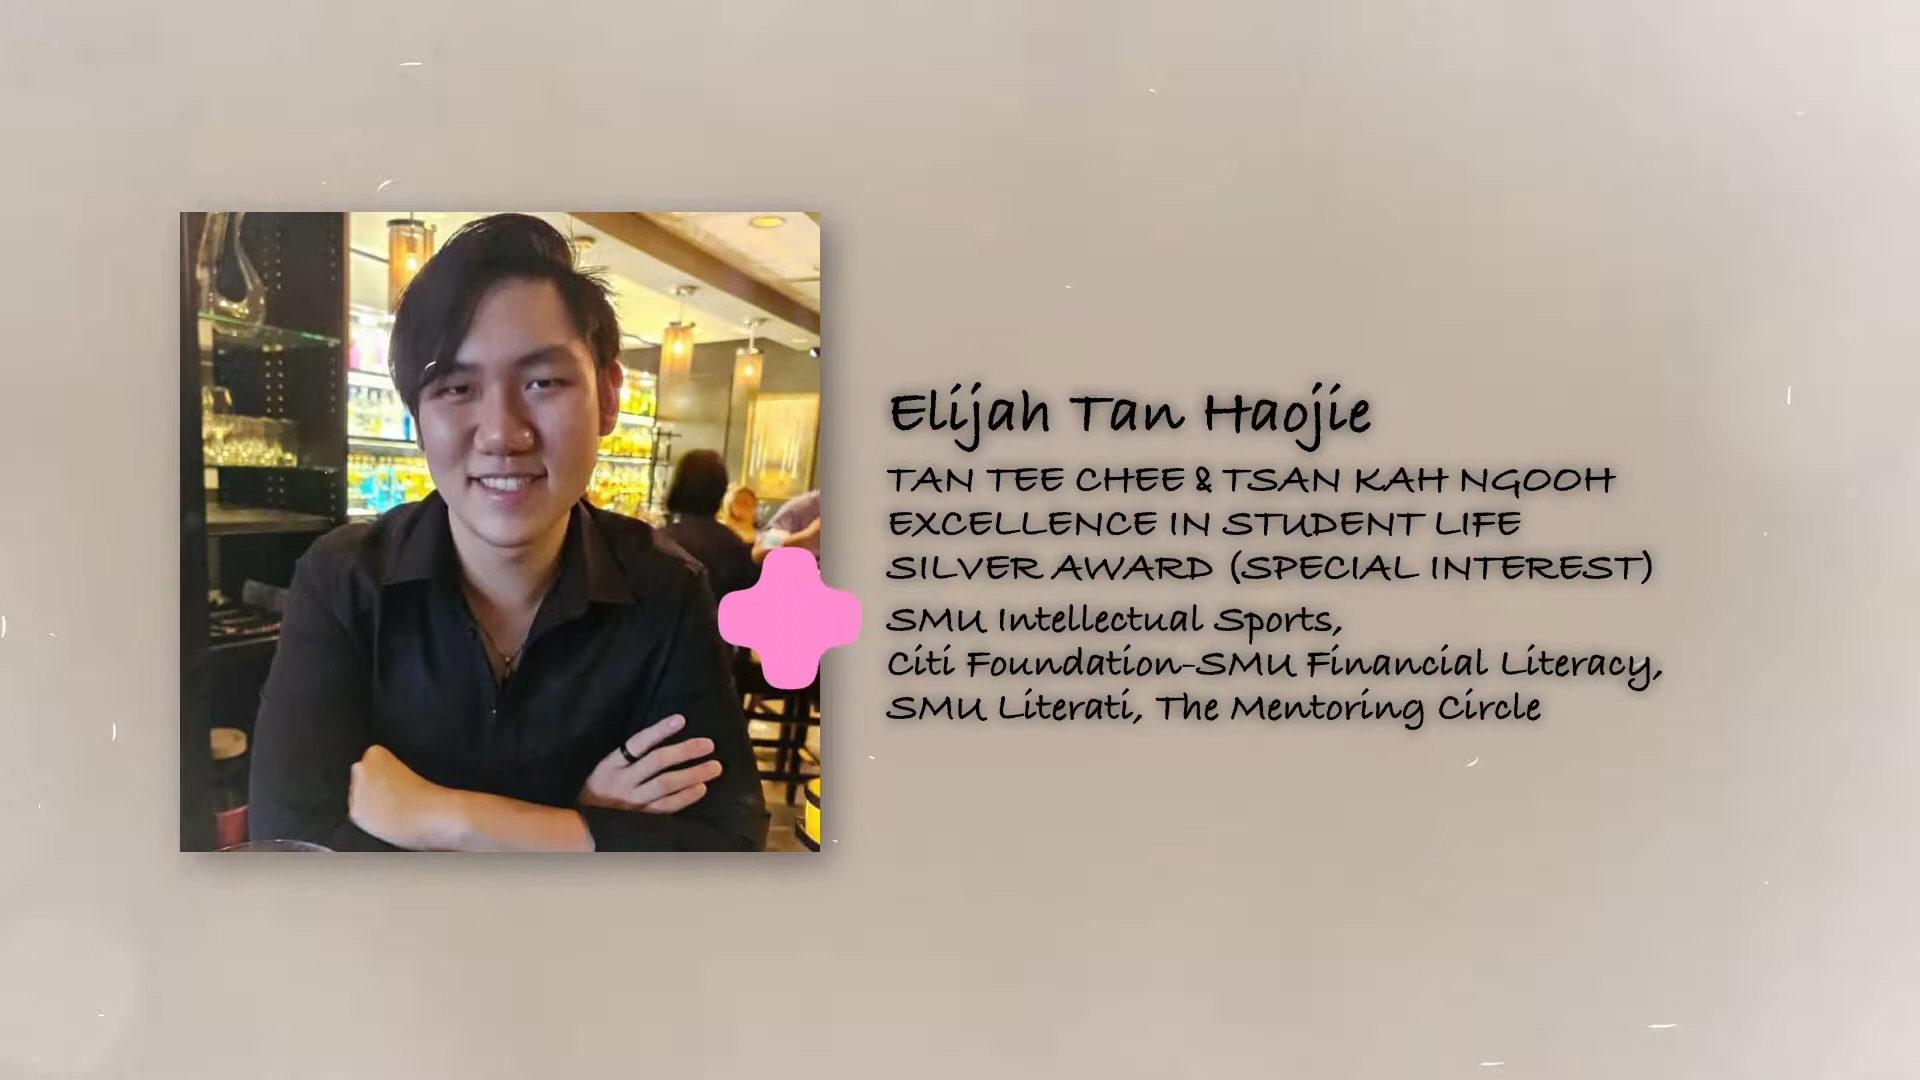 Elijah Tan Haojie
TAN TEE CHEE & TSAN KAH NGOOH
EXCELLENCE IN STUDENT LIFE
SILVER AWARD (SPECIAL INTEREST)
SMU Intellectual Sports,
Citi Foundation-SMU Financial Literacy,
SMU Literati, The Mentoring Circle